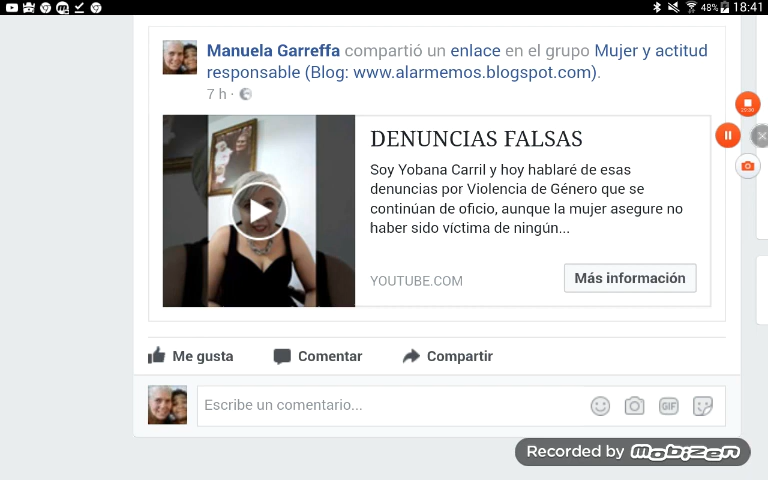 48% 18:41
Manuela Garreffa compartió un enlace en el grupo Mujer y actitud
responsable (Blog: www.alarmemos.blogspot.com).
7 h ·
DENUNCIAS FALSAS
Soy Yobana Carril y hoy hablaré de esas
denuncias por Violencia de Género que se
continúan de oficio, aunque la mujer asegure no
haber sido víctima de ningún...
YOUTUBE.COM
Más información
Me gusta Comentar Compartir
Escribe un comentario...
GIF
Recorded by mobizen